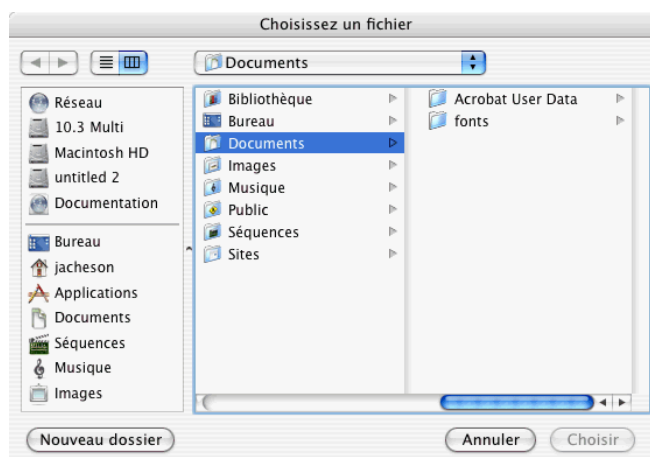 Choisissez un fichier
Documents
Réseau
10.3 Multi
Macintosh HD
untitled 2
Documentation
Bureau
jacheson
Applications
Documents
Séquences
Musique
Images
Bibliothèque
Bureau
Documents
Images
Musique
Public
Séquences
Sites
Acrobat User Data
fonts
Nouveau dossier
Annuler
Choisir